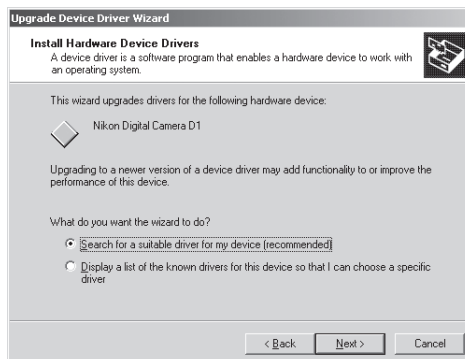 Upgrade Device Driver Wizard
Install Hardware Device Drivers
A device driver is a software program that enables a hardware device to work with
an operating system.
This wizard upgrades drivers for the following hardware device:
Nikon Digital Camera D1
Upgrading to a newer version of a device driver may add functionality to or improve the
performance of this device.
What do you want the wizard to do?
Search for a suitable driver for my device (recommended)
Display a list of the known drivers for this device so that I can choose a specific
driver
< Back Next > Cancel